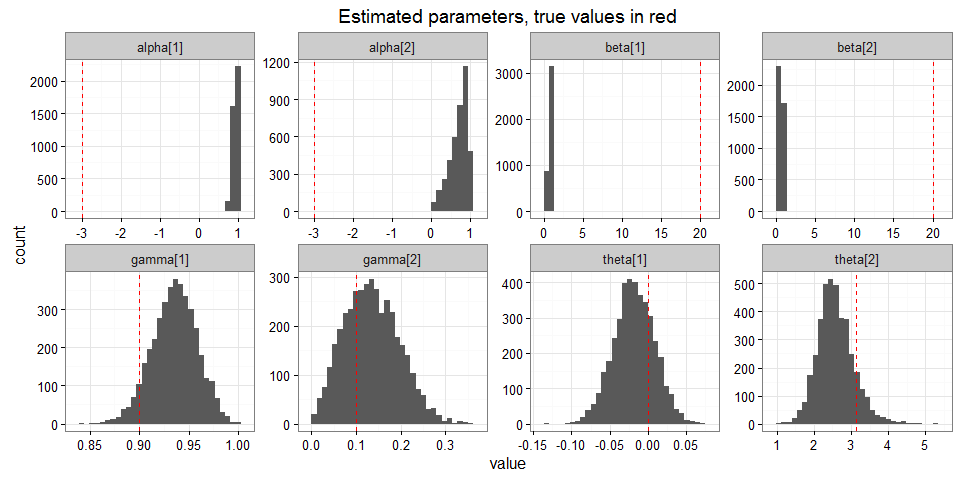 Estimated parameters, true values in red
alpha[1] alpha[2] beta[1] beta[2]
2000 1500 1000 500 0
1200 900 600 300 0
3000 2000 1000 0
2000 1500 1000 500 0
-3 -2 -1 0 1
-3 -2 -1 0 1
0 5 10 15 20
0 5 10 15 20
count
gamma[1] gamma[2] theta[1] theta[2]
300 200 100 0
300 200 100 0
400 300 200 100 0
500 400 300 200 100 0
0.85 0.90 0.95 1.00
0.0 0.1 0.2 0.3
-0.15 -0.10 -0.05 0.00 0.05
1 2 3 4 5
value